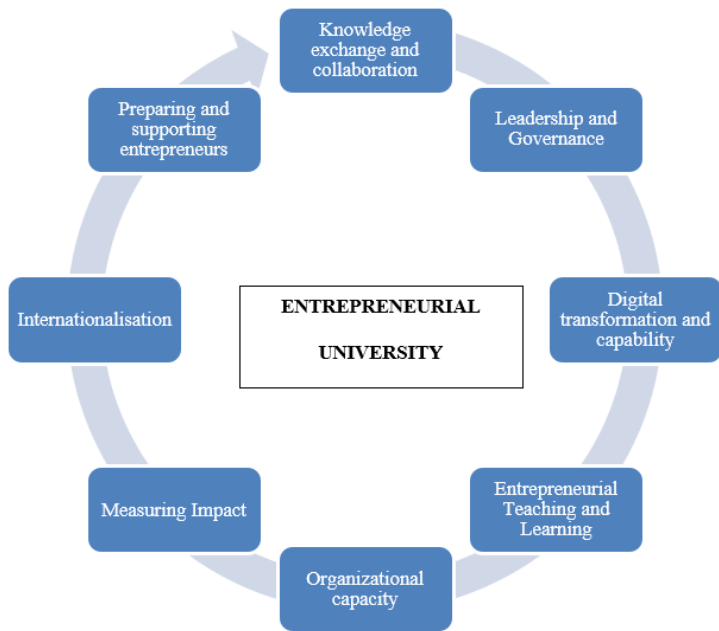 Knowledge
exchange and
collaboration
Leadership and
Governance
Digital
transformation and
capability
Entrepreneurial
Teaching and
Learning
Organizational
capacity
Measuring Impact
Internationalisation
Preparing and
supporting
entrepreneurs
ENTREPRENEURIAL
UNIVERSITY